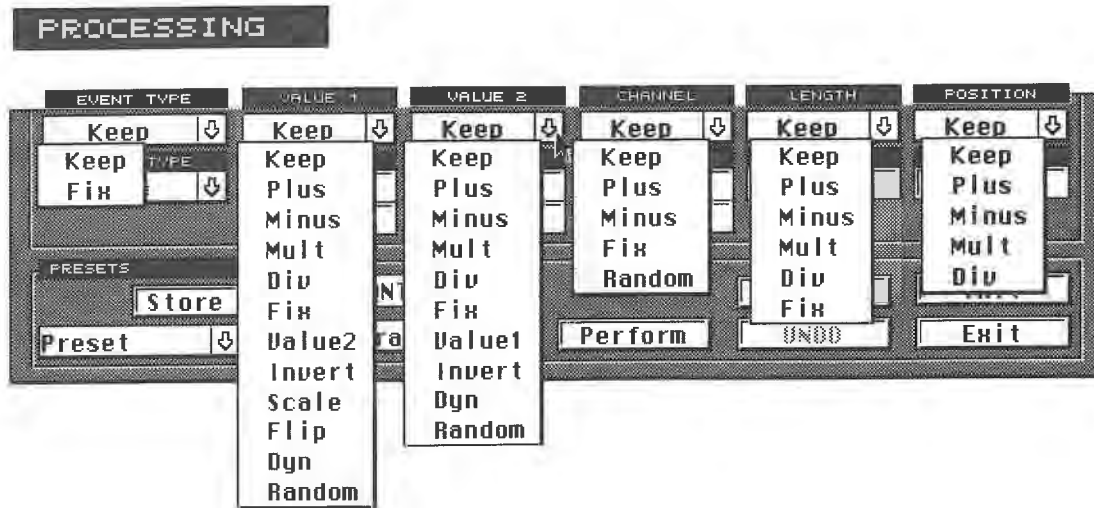 PROCESSING
EVENT TYPE
VALUE 1
VALUE 2
CHANNEL
LENGTH
POSITION
Keep
Keep
Keep
Keep
Keep
Keep
Keep
Fix
TYPE
Keep
Plus
Minus
Mult
Div
Fix
Value2
Invert
Scale
Flip
Dyn
Random
Keep
Plus
Minus
Mult
Div
Fix
Value1
Invert
Dyn
Random
Keep
Plus
Minus
Fix
Random
Keep
Plus
Minus
Mult
Div
Fix
Keep
Plus
Minus
Mult
Div
PRESETS
Store
Preset
Perform
UNDO
Exit